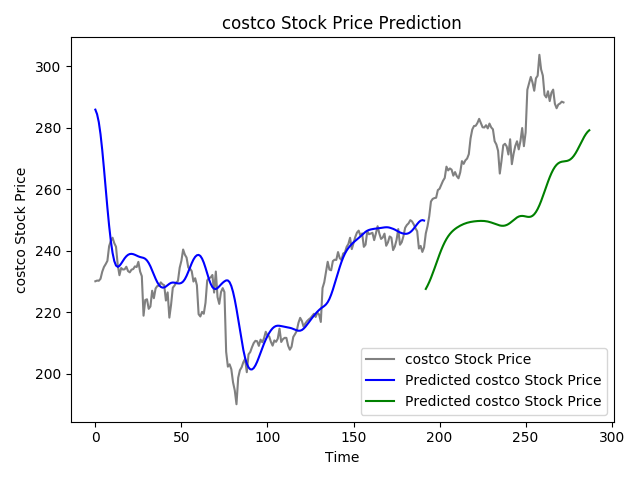 costco Stock Price Prediction
costco Stock Price
300
280
260
240
220
200
0
50
100
150
200
250
300
Time
costco Stock Price
Predicted costco Stock Price
Predicted costco Stock Price